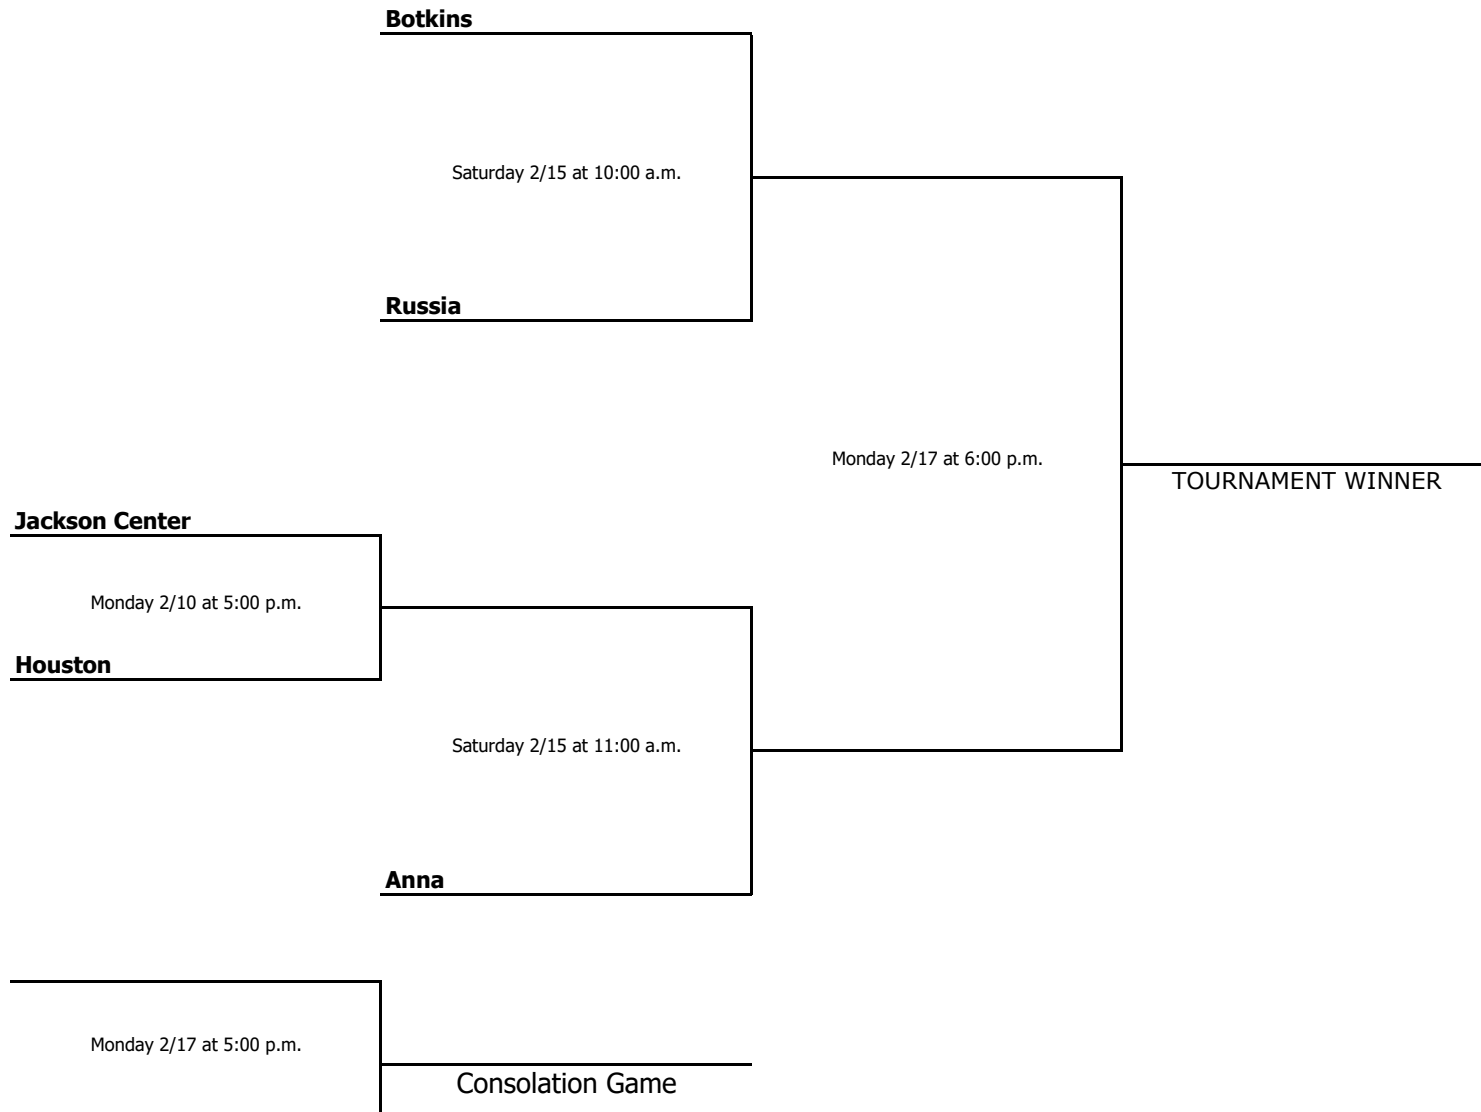 Botkins
Saturday 2/15 at 10:00 a.m.
Russia
Monday 2/17 at 6:00 p.m.
TOURNAMENT WINNER
Jackson Center
Monday 2/10 at 5:00 p.m.
Houston
Saturday 2/15 at 11:00 a.m.
Anna
Monday 2/17 at 5:00 p.m.
Consolation Game